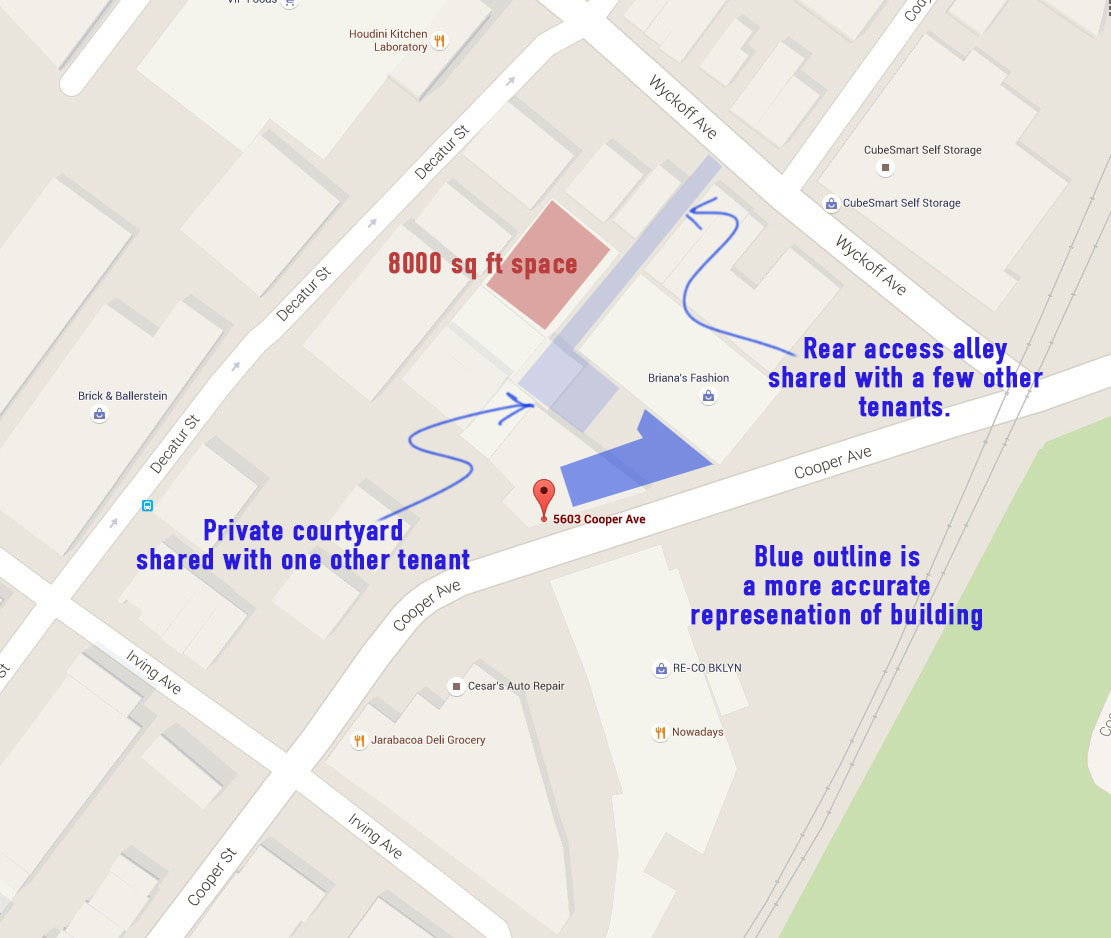 VIP Foods
Houdini Kitchen
Laboratory
Wyckoff Ave
Decatur St
CubeSmart Self Storage
CubeSmart Self Storage
8000 sq ft space
Wyckoff Ave
Decatur St
Rear access alley
shared with a few other
tenants.
Briana's Fashion
Brick & Ballerstein
Decatur St
Cooper Ave
5603 Cooper Ave
Private courtyard
shared with one other tenant
Blue outline is
a more accurate
represenation of building
Cooper Ave
Irving Ave
RE-CO BKLYN
Cesar's Auto Repair
Nowadays
Jarabacoa Deli Grocery
Irving Ave
Cooper St